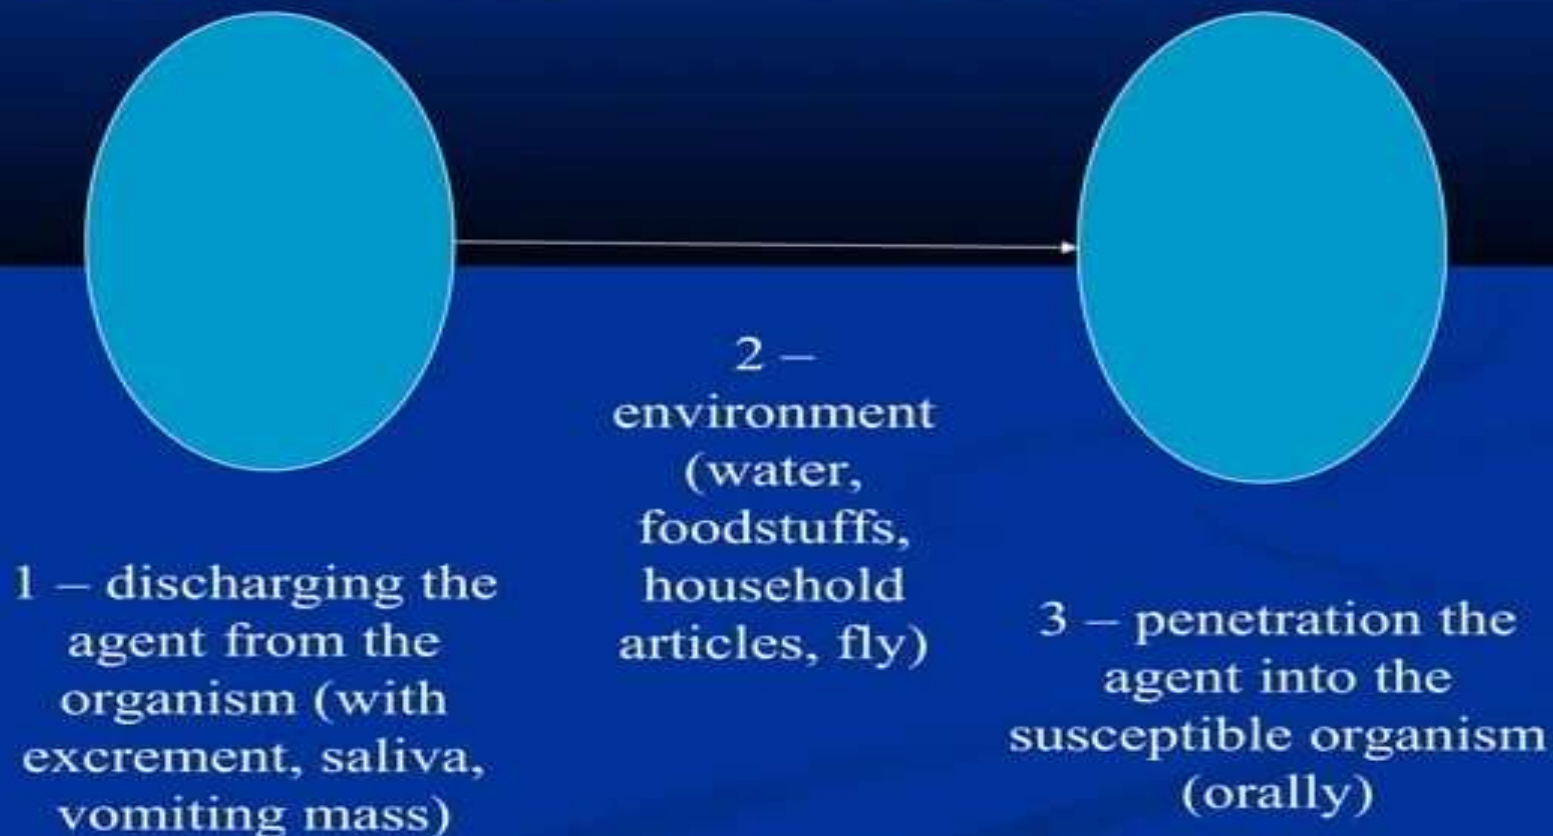 1 – discharging the
agent from the
organism (with
excrement, saliva,
vomiting mass)
2 –
environment
(water,
foodstuffs,
household
articles, fly)
3 – penetration the
agent into the
susceptible organism
(orally)